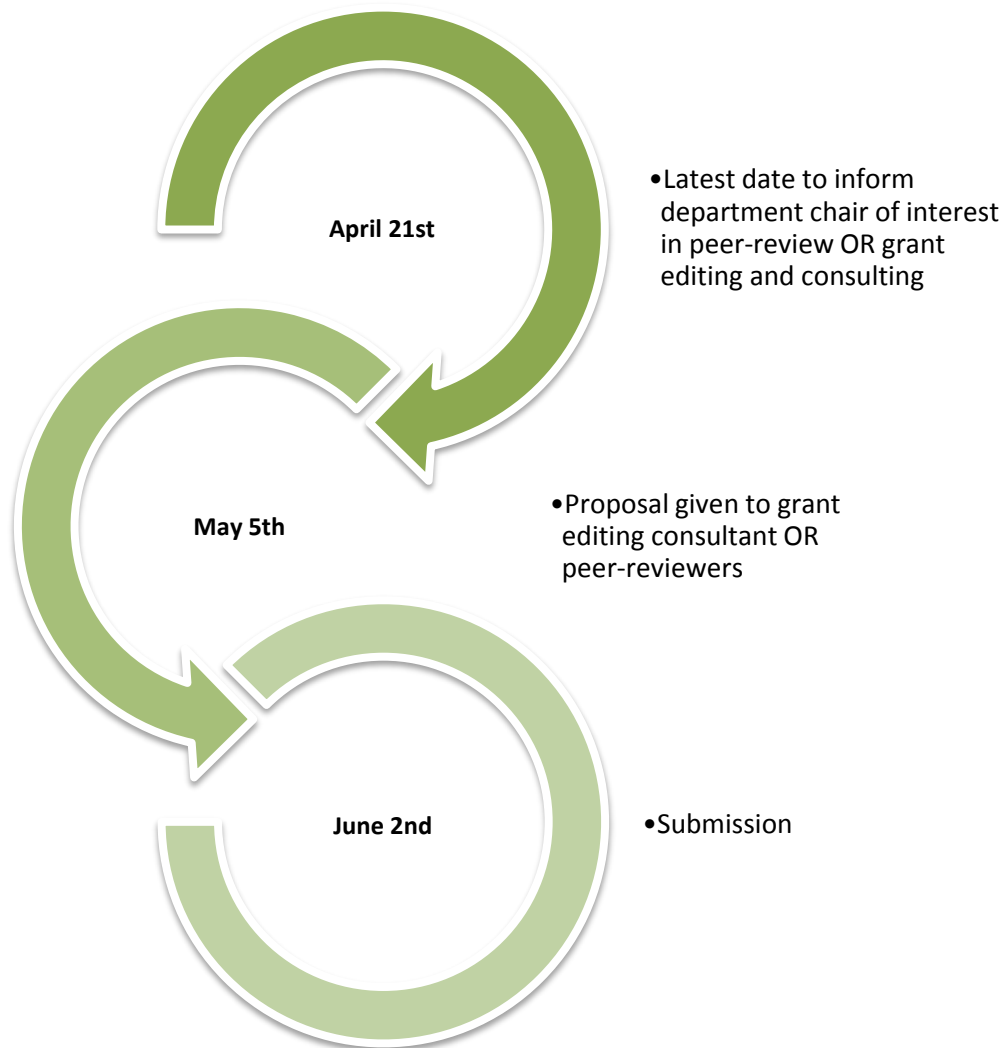 April 21st
•Latest date to inform
department chair of interest
in peer-review OR grant
editing and consulting
May 5th
•Proposal given to grant
editing consultant OR
peer-reviewers
June 2nd
•Submission